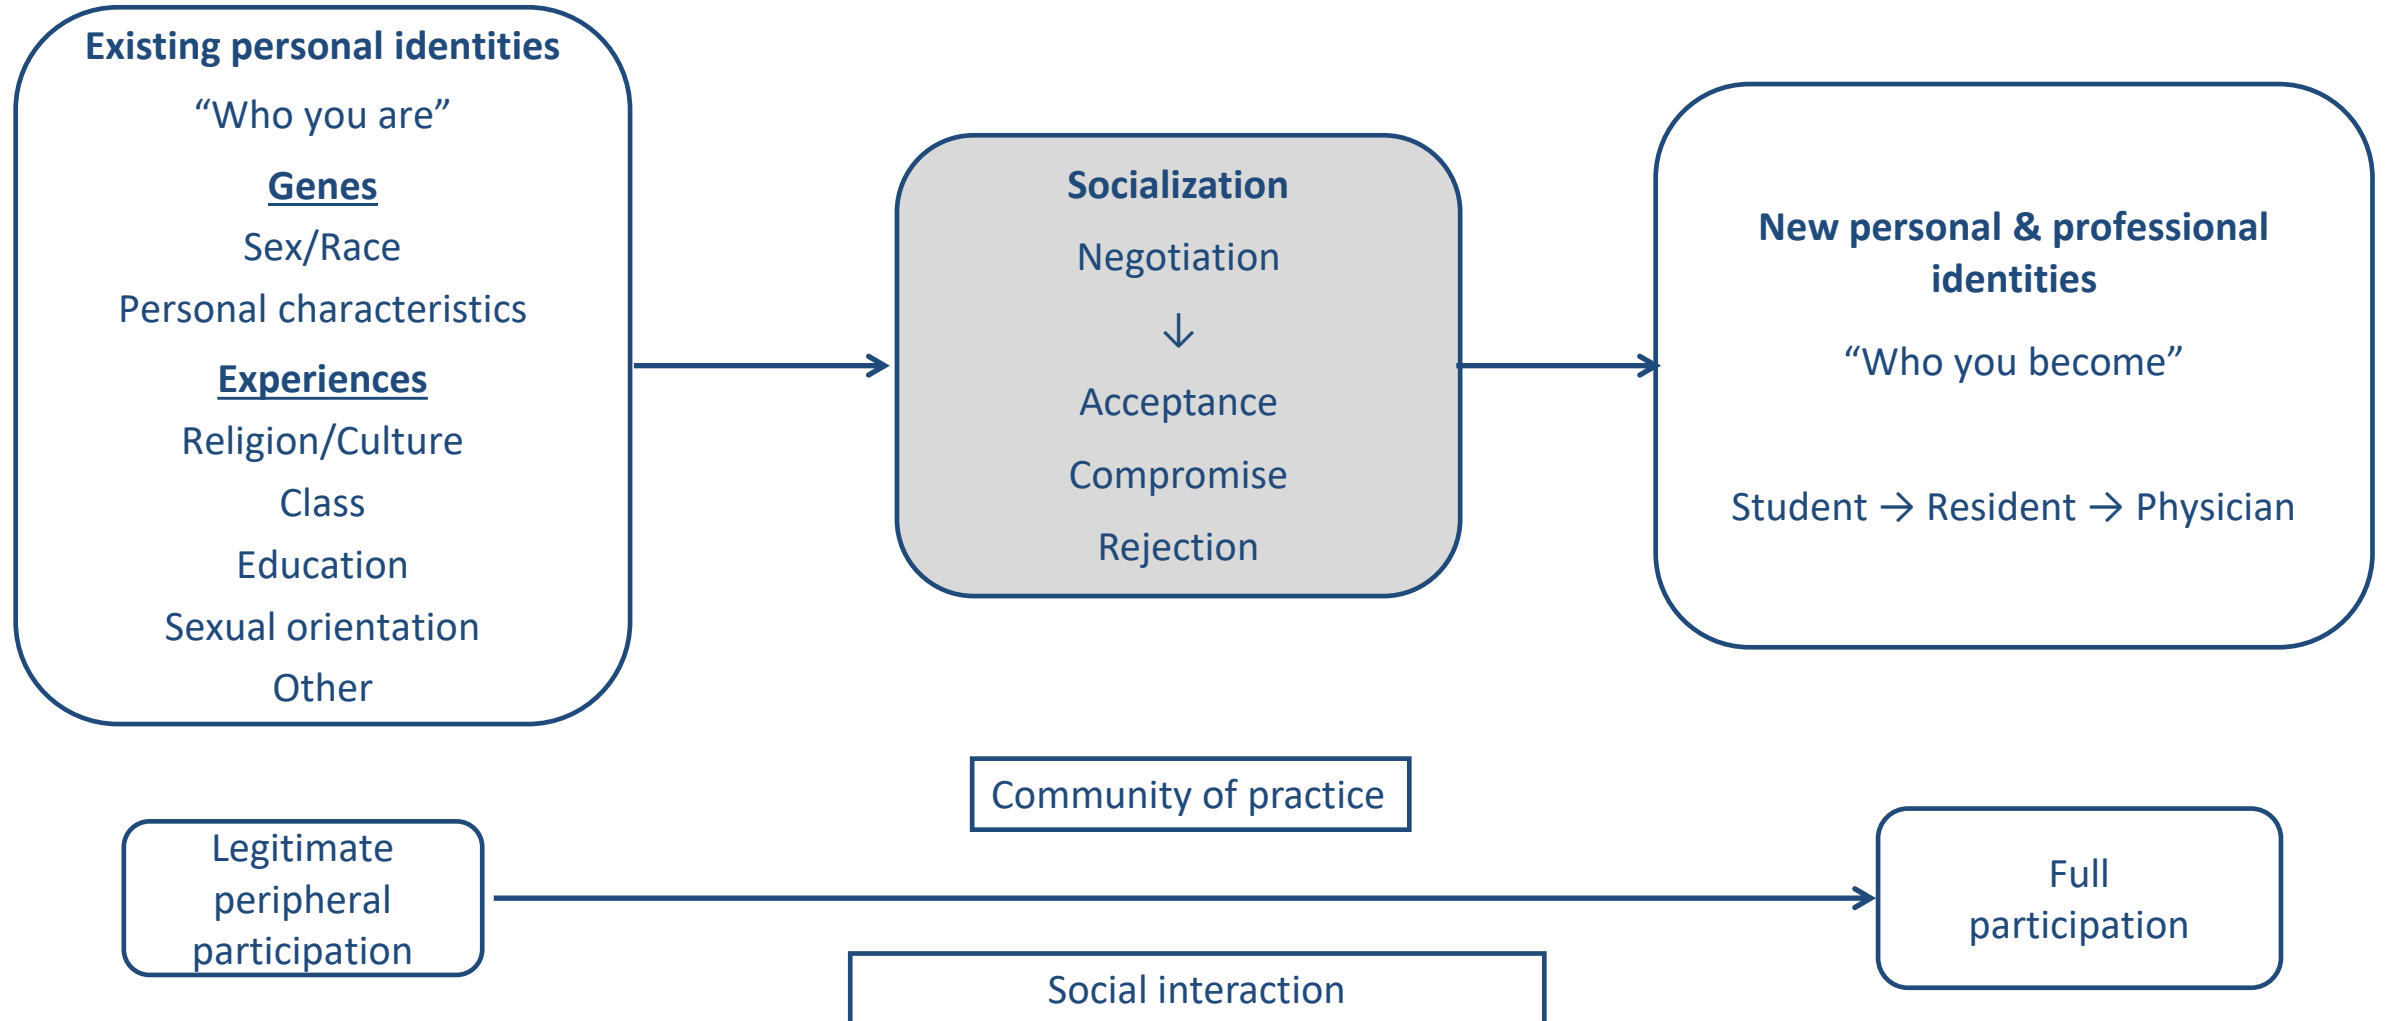 Existing personal identities
“Who you are”
Genes
Sex/Race
Personal characteristics
Experiences
Religion/Culture
Class
Education
Sexual orientation
Other
Socialization
Negotiation
↓
Acceptance
Compromise
Rejection
New personal & professional
identities
“Who you become”
Student → Resident → Physician
Community of practice
Legitimate
peripheral
participation
Full
participation
Social interaction